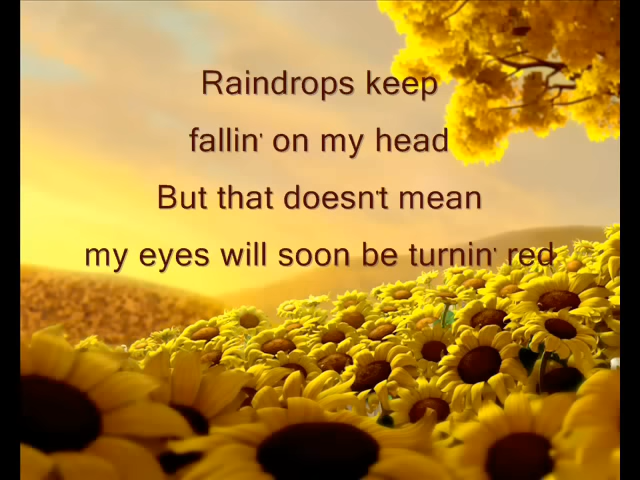 Raindrops keep
fallin' on my head
But that doesn't mean
my eyes will soon be turnin' red